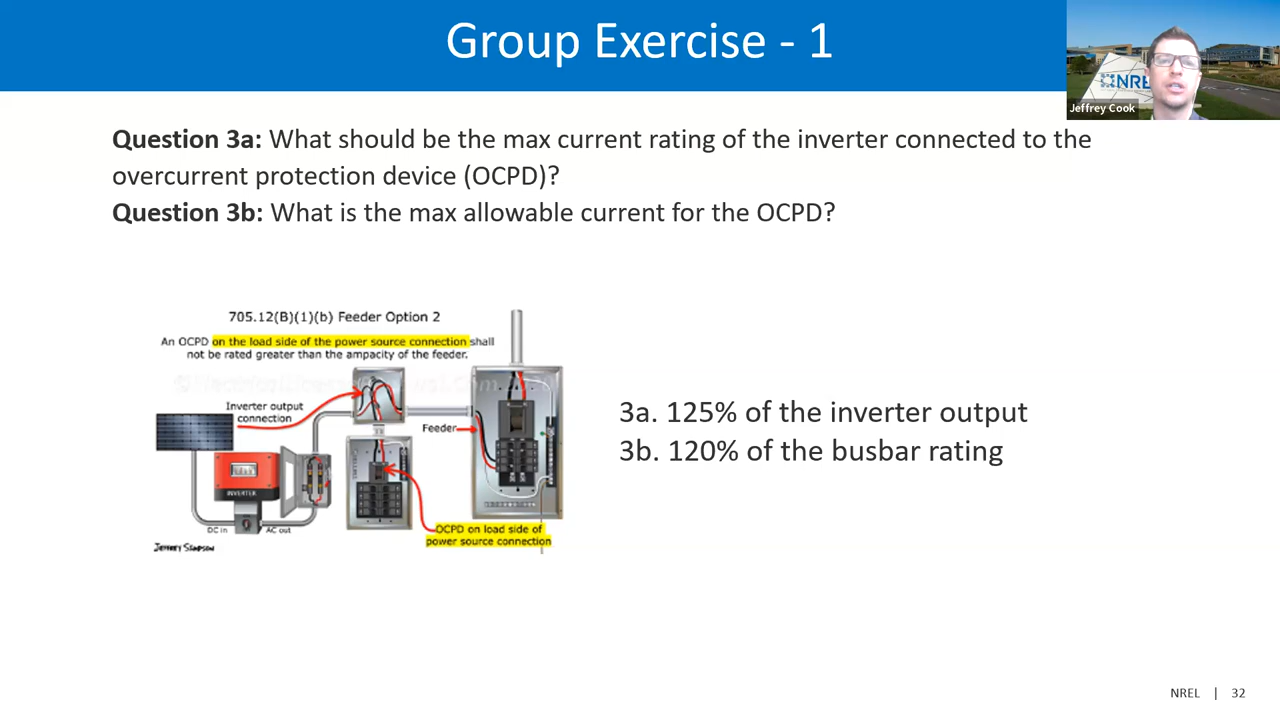 Group Exercise - 1
NREL
Jeffrey Cook
Question 3a: What should be the max current rating of the inverter connected to the
overcurrent protection device (OCPD)?
Question 3b: What is the max allowable current for the OCPD?
705.12(B)(1)(b) Feeder Option 2
An OCPD on the load side of the power source connection shall
not be rated greater than the ampacity of the feeder.
Inverter output
connection
Feeder
INVERTER
DC in
AC out
OCPD on load side of
power source connection
JEFFREY SIMPSON
3a. 125% of the inverter output
3b. 120% of the busbar rating
NREL | 32